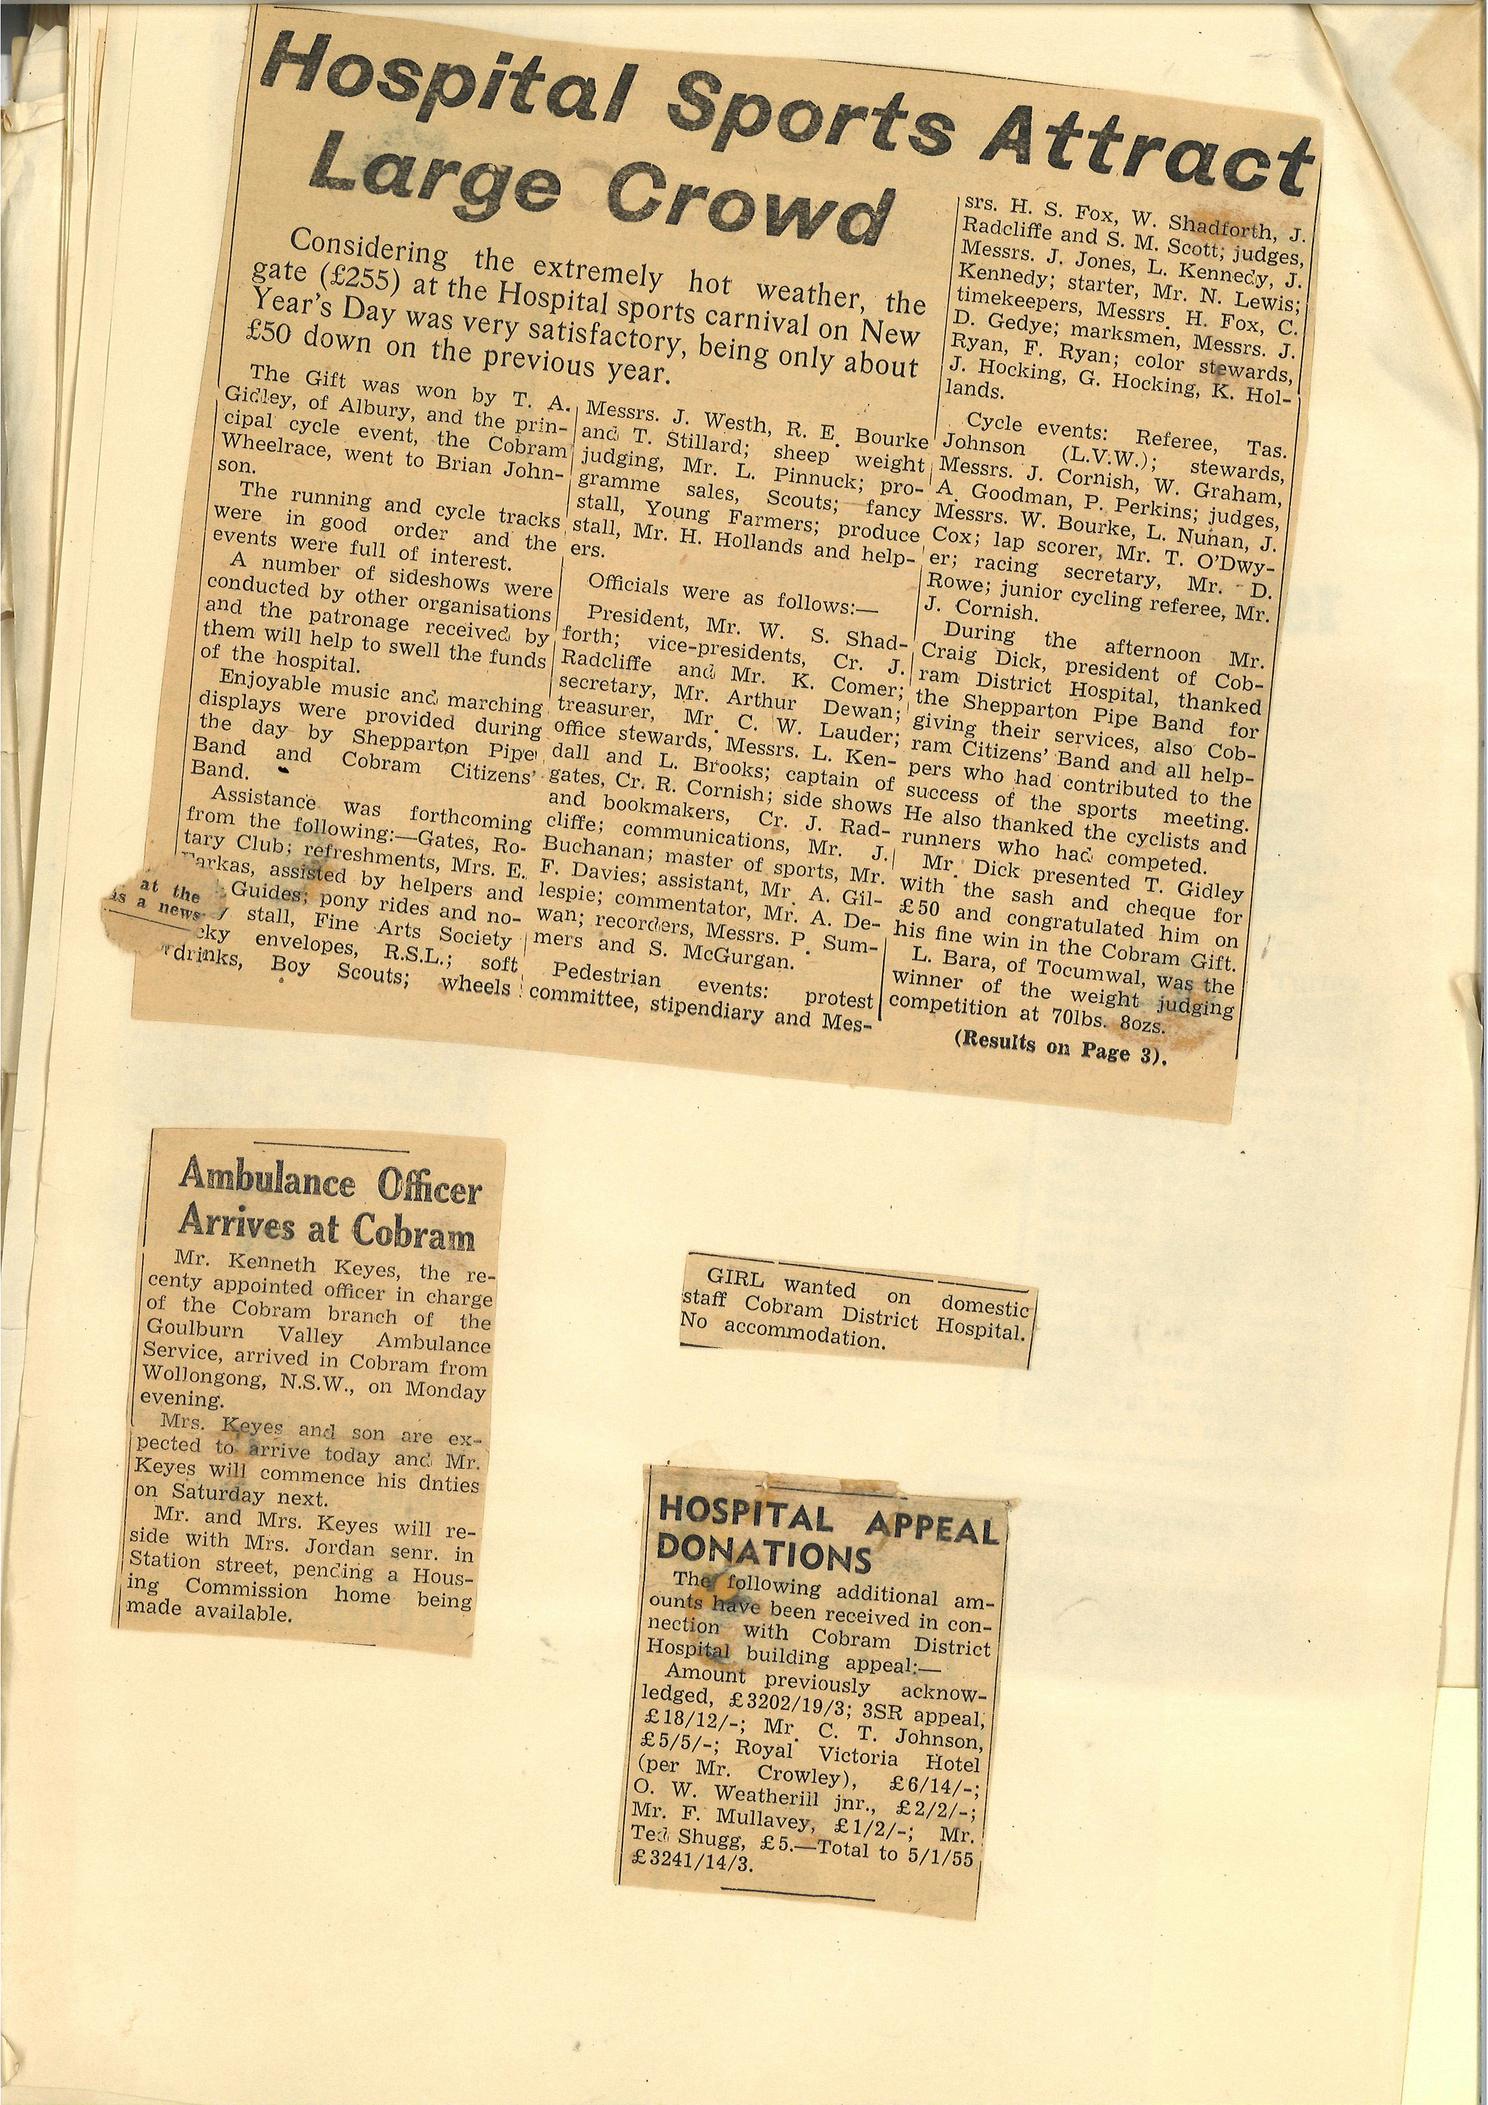 Hospital Sports Attract
Large Crowd
Considering the extremely hot weather, the
gate (£255) at the Hospital sports carnival on New
Year's Day was very satisfactory, being only about
£50 down on the previous year.
The Gift was won by T. A.
Gidley, of Albury, and the prin-
cipal cycle event, the Cobram
Wheelrace, went to Brian John-
son.
The running and cycle tracks
were in good order and the
events were full of interest.
A number of sideshows were
conducted by other organisations
and the patronage received by
them will help to swell the funds
of the hospital.
Enjoyable music and marching
displays were provided during
the day by Shepparton Pipe
Band and Cobram Citizens'
Band.
Assistance was forthcoming
from the following:—Gates, Ro-
tary Club; refreshments, Mrs. E.
Farkas, assisted by helpers and
Guides; pony rides and no-
stall, Fine Arts Society
envelopes, R.S.L.; soft
drinks, Boy Scouts; wheels
at the
as a news
Messrs. J. Westh, R. E. Bourke
and T. Stillard; sheep weight
judging, Mr. L. Pinnuck; pro-
gramme sales, Scouts; fancy
stall, Young Farmers; produce
stall, Mr. H. Hollands and help-
ers.
Officials were as follows:—
President, Mr. W. S. Shad-
forth; vice-presidents, Cr. J.
Radcliffe and Mr. K. Comer;
secretary, Mr. Arthur Dewan;
treasurer, Mr. C. W. Lauder;
office stewards, Messrs. L. Ken-
dall and L. Brooks; captain of
gates, Cr. R. Cornish; side shows
and bookmakers, Cr. J. Rad-
cliffe; communications, Mr. J.
Buchanan; master of sports, Mr.
F. Davies; assistant, Mr. A. Gil-
lespie; commentator, Mr. A. De-
wan; recorders, Messrs. P. Sum-
mers and S. McGurgan.
Pedestrian events: protest
committee, stipendiary and Mes-
srs. H. S. Fox, W. Shadforth, J.
Radcliffe and S. M. Scott; judges,
Messrs. J. Jones, L. Kennedy, J.
Kennedy; starter, Mr. N. Lewis;
timekeepers, Messrs. H. Fox, C.
D. Gedye; marksmen, Messrs. J.
Ryan, F. Ryan; color stewards,
J. Hocking, G. Hocking, K. Hol-
lands.
Cycle events: Referee, Tas.
Johnson (L.V.W.); stewards,
Messrs. J. Cornish, W. Graham,
A. Goodman, P. Perkins; judges,
Messrs. W. Bourke, L. Nunan, J.
Cox; lap scorer, Mr. T. O'Dwy-
er; racing secretary, Mr. D.
Rowe; junior cycling referee, Mr.
J. Cornish.
During the afternoon Mr.
Craig Dick, president of Cob-
ram District Hospital, thanked
the Shepparton Pipe Band for
giving their services, also Cob-
ram Citizens' Band and all help-
pers who had contributed to the
success of the sports meeting.
He also thanked the cyclists and
runners who had competed.
Mr. Dick presented T. Gidley
with the sash and cheque for
£50 and congratulated him on
his fine win in the Cobram Gift.
L. Bara, of Tocumwal, was the
winner of the weight judging
competition at 70lbs. 8ozs.
(Results on Page 3).
Ambulance Officer
Arrives at Cobram
Mr. Kenneth Keyes, the re-
centy appointed officer in charge
of the Cobram branch of the
Goulburn Valley Ambulance
Service, arrived in Cobram from
Wollongong, N.S.W., on Monday
evening.
Mrs. Keyes and son are ex-
pected to arrive today and Mr.
Keyes will commence his dnties
on Saturday next.
Mr. and Mrs. Keyes will re-
side with Mrs. Jordan senr. in
Station street, pending a Hous-
ing Commission home being
made available.
GIRL wanted on domestic
staff Cobram District Hospital.
No accommodation.
HOSPITAL APPEAL
DONATIONS
The following additional am-
ounts have been received in con-
nection with Cobram District
Hospital building appeal:—
Amount previously acknow-
ledged, £3202/19/3; 3SR appeal,
£18/12/-; Mr. C. T. Johnson,
£5/5/-; Royal Victoria Hotel
(per Mr. Crowley), £6/14/-;
O. W. Weatherill jnr., £2/2/-;
Mr. F. Mullavey, £1/2/-; Mr.
Ted Shugg, £5.—Total to 5/1/55
£3241/14/3.